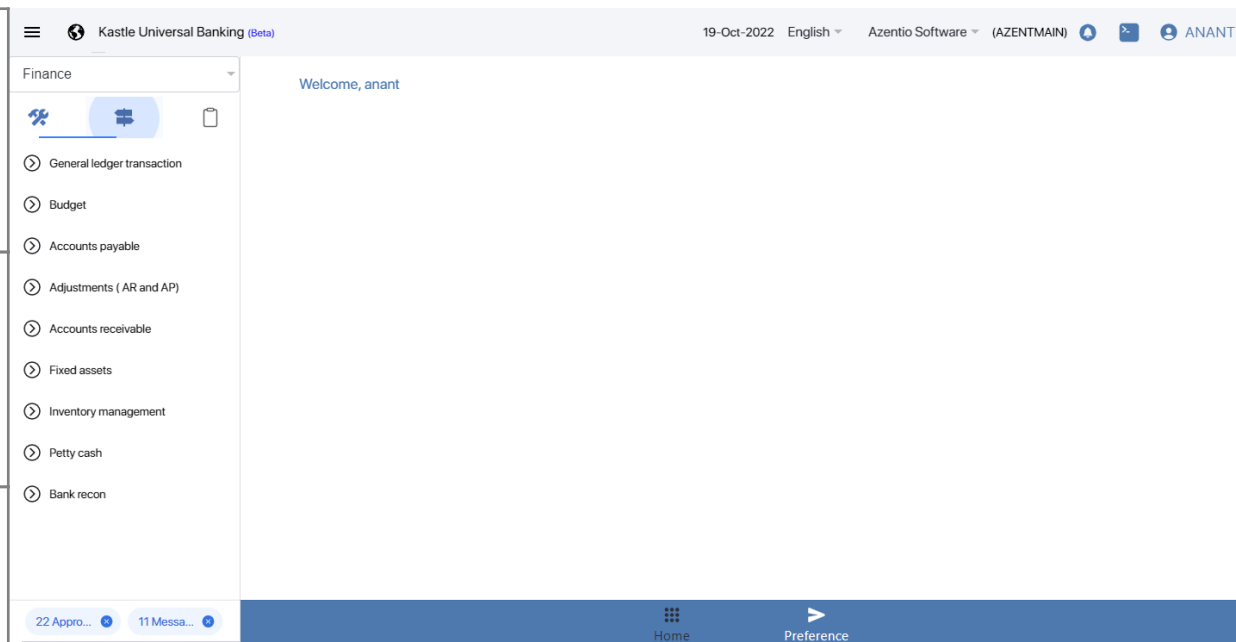 Kastle Universal Banking (Beta)
19-Oct-2022 English Azentio Software (AZENTMAIN) ANANT
Finance
Welcome, anant
General ledger transaction
Budget
Accounts payable
Adjustments ( AR and AP)
Accounts receivable
Fixed assets
Inventory management
Petty cash
Bank recon
22 Appro... 11 Messa...
Home Preference